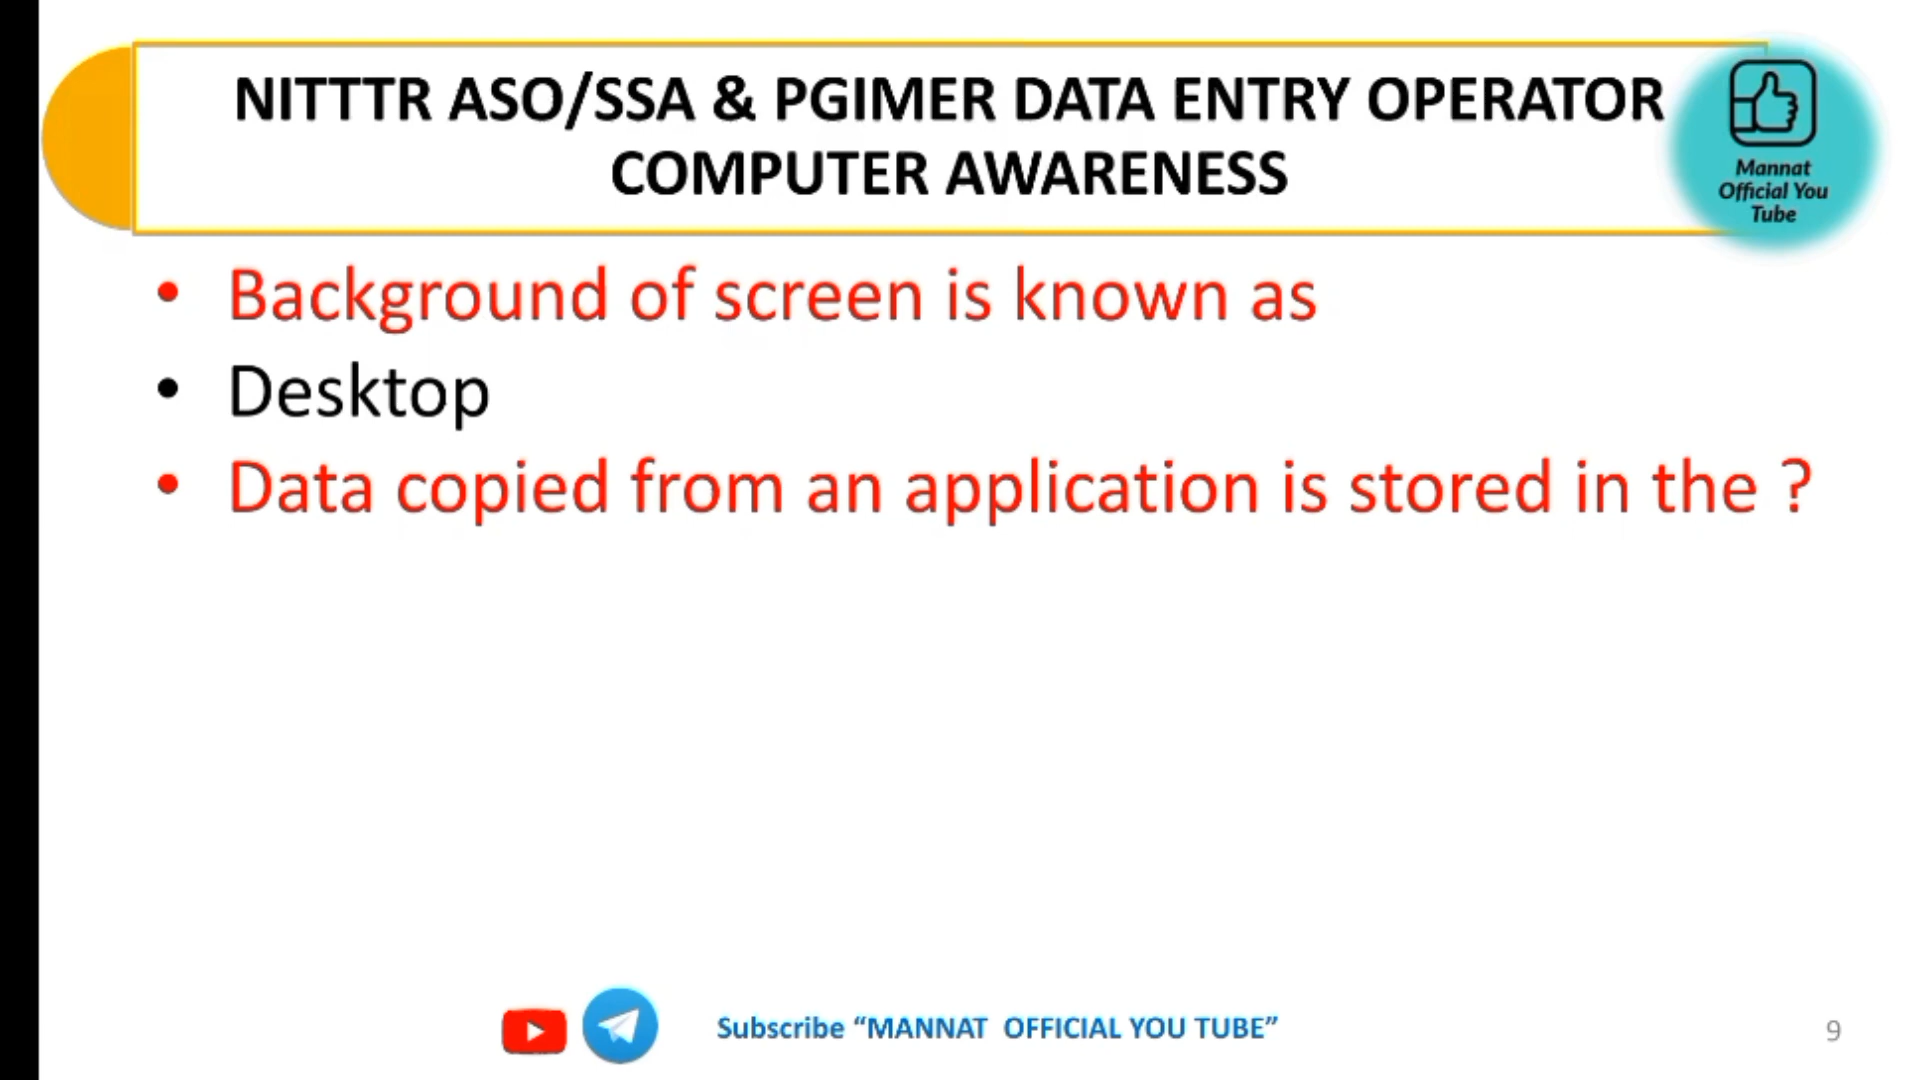 NITTTR ASO/SSA & PGIMER DATA ENTRY OPERATOR
COMPUTER AWARENESS
Mannat
Official You
Tube
• Background of screen is known as
• Desktop
• Data copied from an application is stored in the ?
Subscribe “MANNAT OFFICIAL YOU TUBE”
9